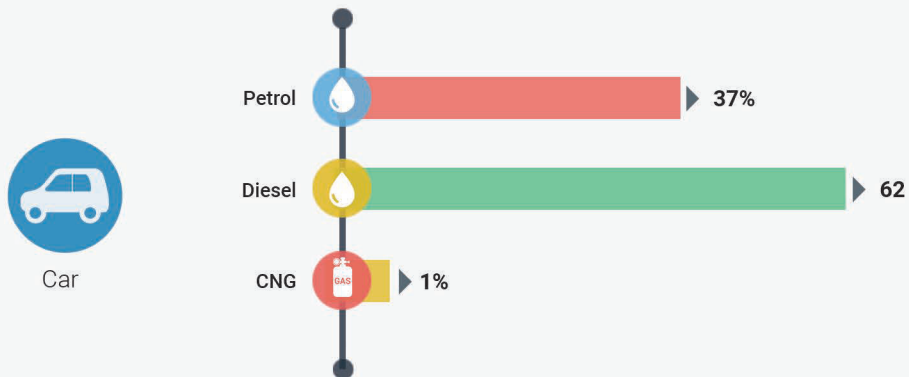 Petrol
37%
Diesel
62
Car
CNG
GAS
1%